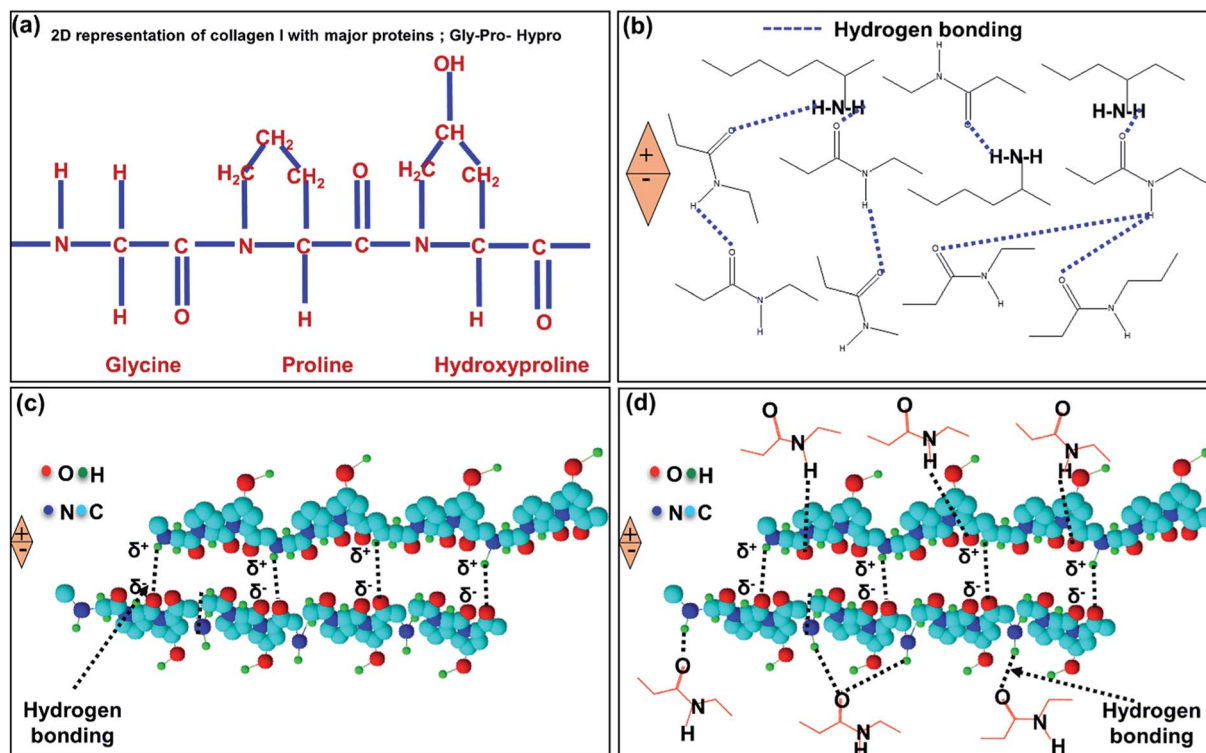 (a)
2D representation of collagen I with major proteins ; Gly-Pro- Hypro
OH
CH2 CH
H2C CH2 O H2C CH2
H H
N C C N C C N C C
H O H H O
Glycine Proline Hydroxyproline
(b)
Hydrogen bonding
H
N
H-N-H O H-N-H
O O O
H-N-H
N N N
H H H
O O O O
N N N N
H H H H
+
-
(c)
O H
N C
+
-
δ+ δ+ δ+ δ+
δ- δ- δ- δ-
Hydrogen
bonding
(d)
O O O
N N N
H H H
O H
N C
+
-
δ+ δ+ δ+ δ+
δ- δ- δ- δ-
O O O
N N N
H H H
Hydrogen
bonding